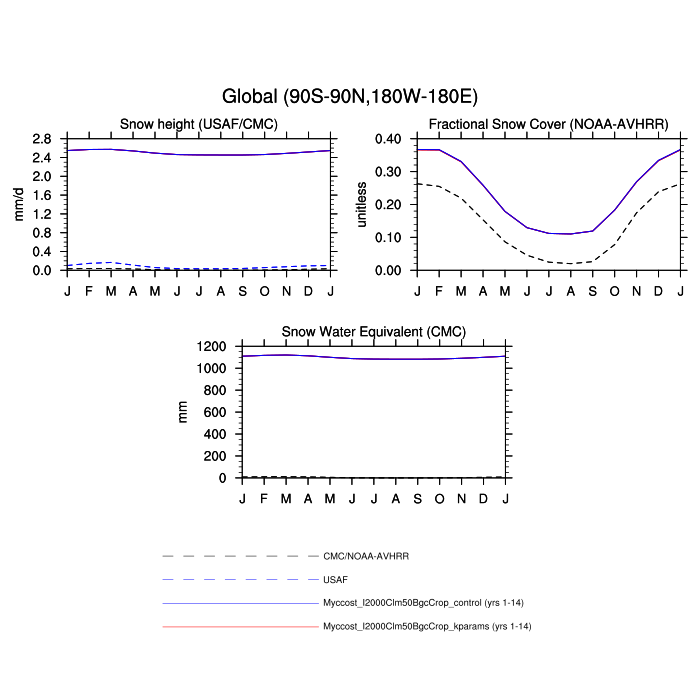 Global (90S-90N,180W-180E)
Snow height (USAF/CMC)
mm/d
2.8
2.4
2.0
1.6
1.2
0.8
0.4
0.0
J F M A M J J A S O N D J
Fractional Snow Cover (NOAA-AVHRR)
unitless
0.40
0.30
0.20
0.10
0.00
J F M A M J J A S O N D J
Snow Water Equivalent (CMC)
mm
1200
1000
800
600
400
200
0
J F M A M J J A S O N D J
CMC/NOAA-AVHRR
USAF
Myccost_I2000Clm50BgcCrop_control (yrs 1-14)
Myccost_I2000Clm50BgcCrop_kparams (yrs 1-14)